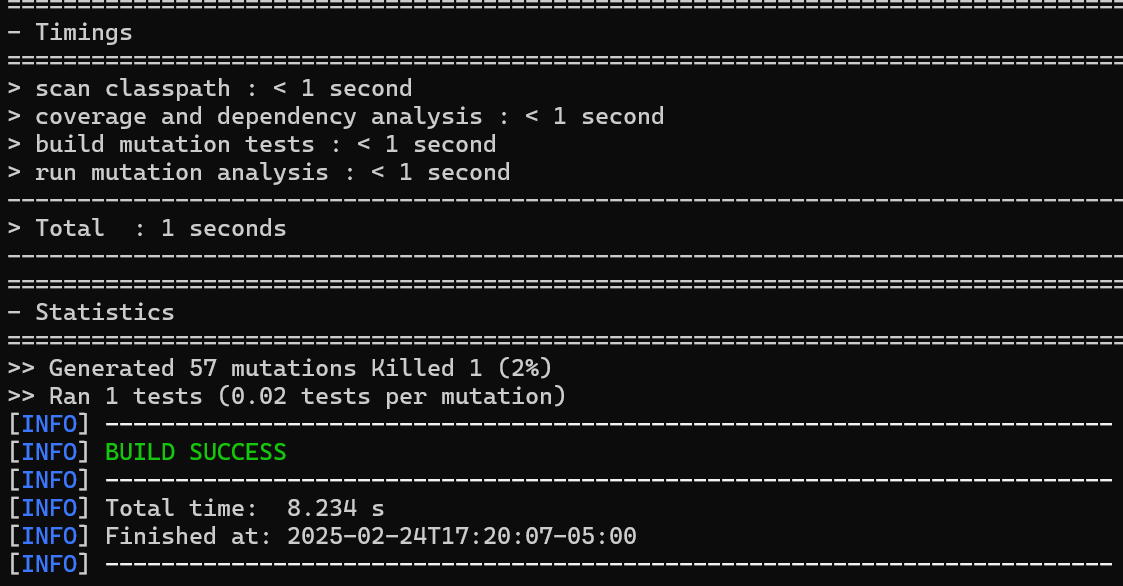 ================================================================================
- Timings
================================================================================
> scan classpath : < 1 second
> coverage and dependency analysis : < 1 second
> build mutation tests : < 1 second
> run mutation analysis : < 1 second
--------------------------------------------------------------------------------
> Total  : 1 seconds
--------------------------------------------------------------------------------
================================================================================
- Statistics
================================================================================
>> Generated 57 mutations Killed 1 (2%)
>> Ran 1 tests (0.02 tests per mutation)
[INFO] ------------------------------------------------------------------------
[INFO] BUILD SUCCESS
[INFO] ------------------------------------------------------------------------
[INFO] Total time:  8.234 s
[INFO] Finished at: 2025-02-24T17:20:07-05:00
[INFO] ------------------------------------------------------------------------